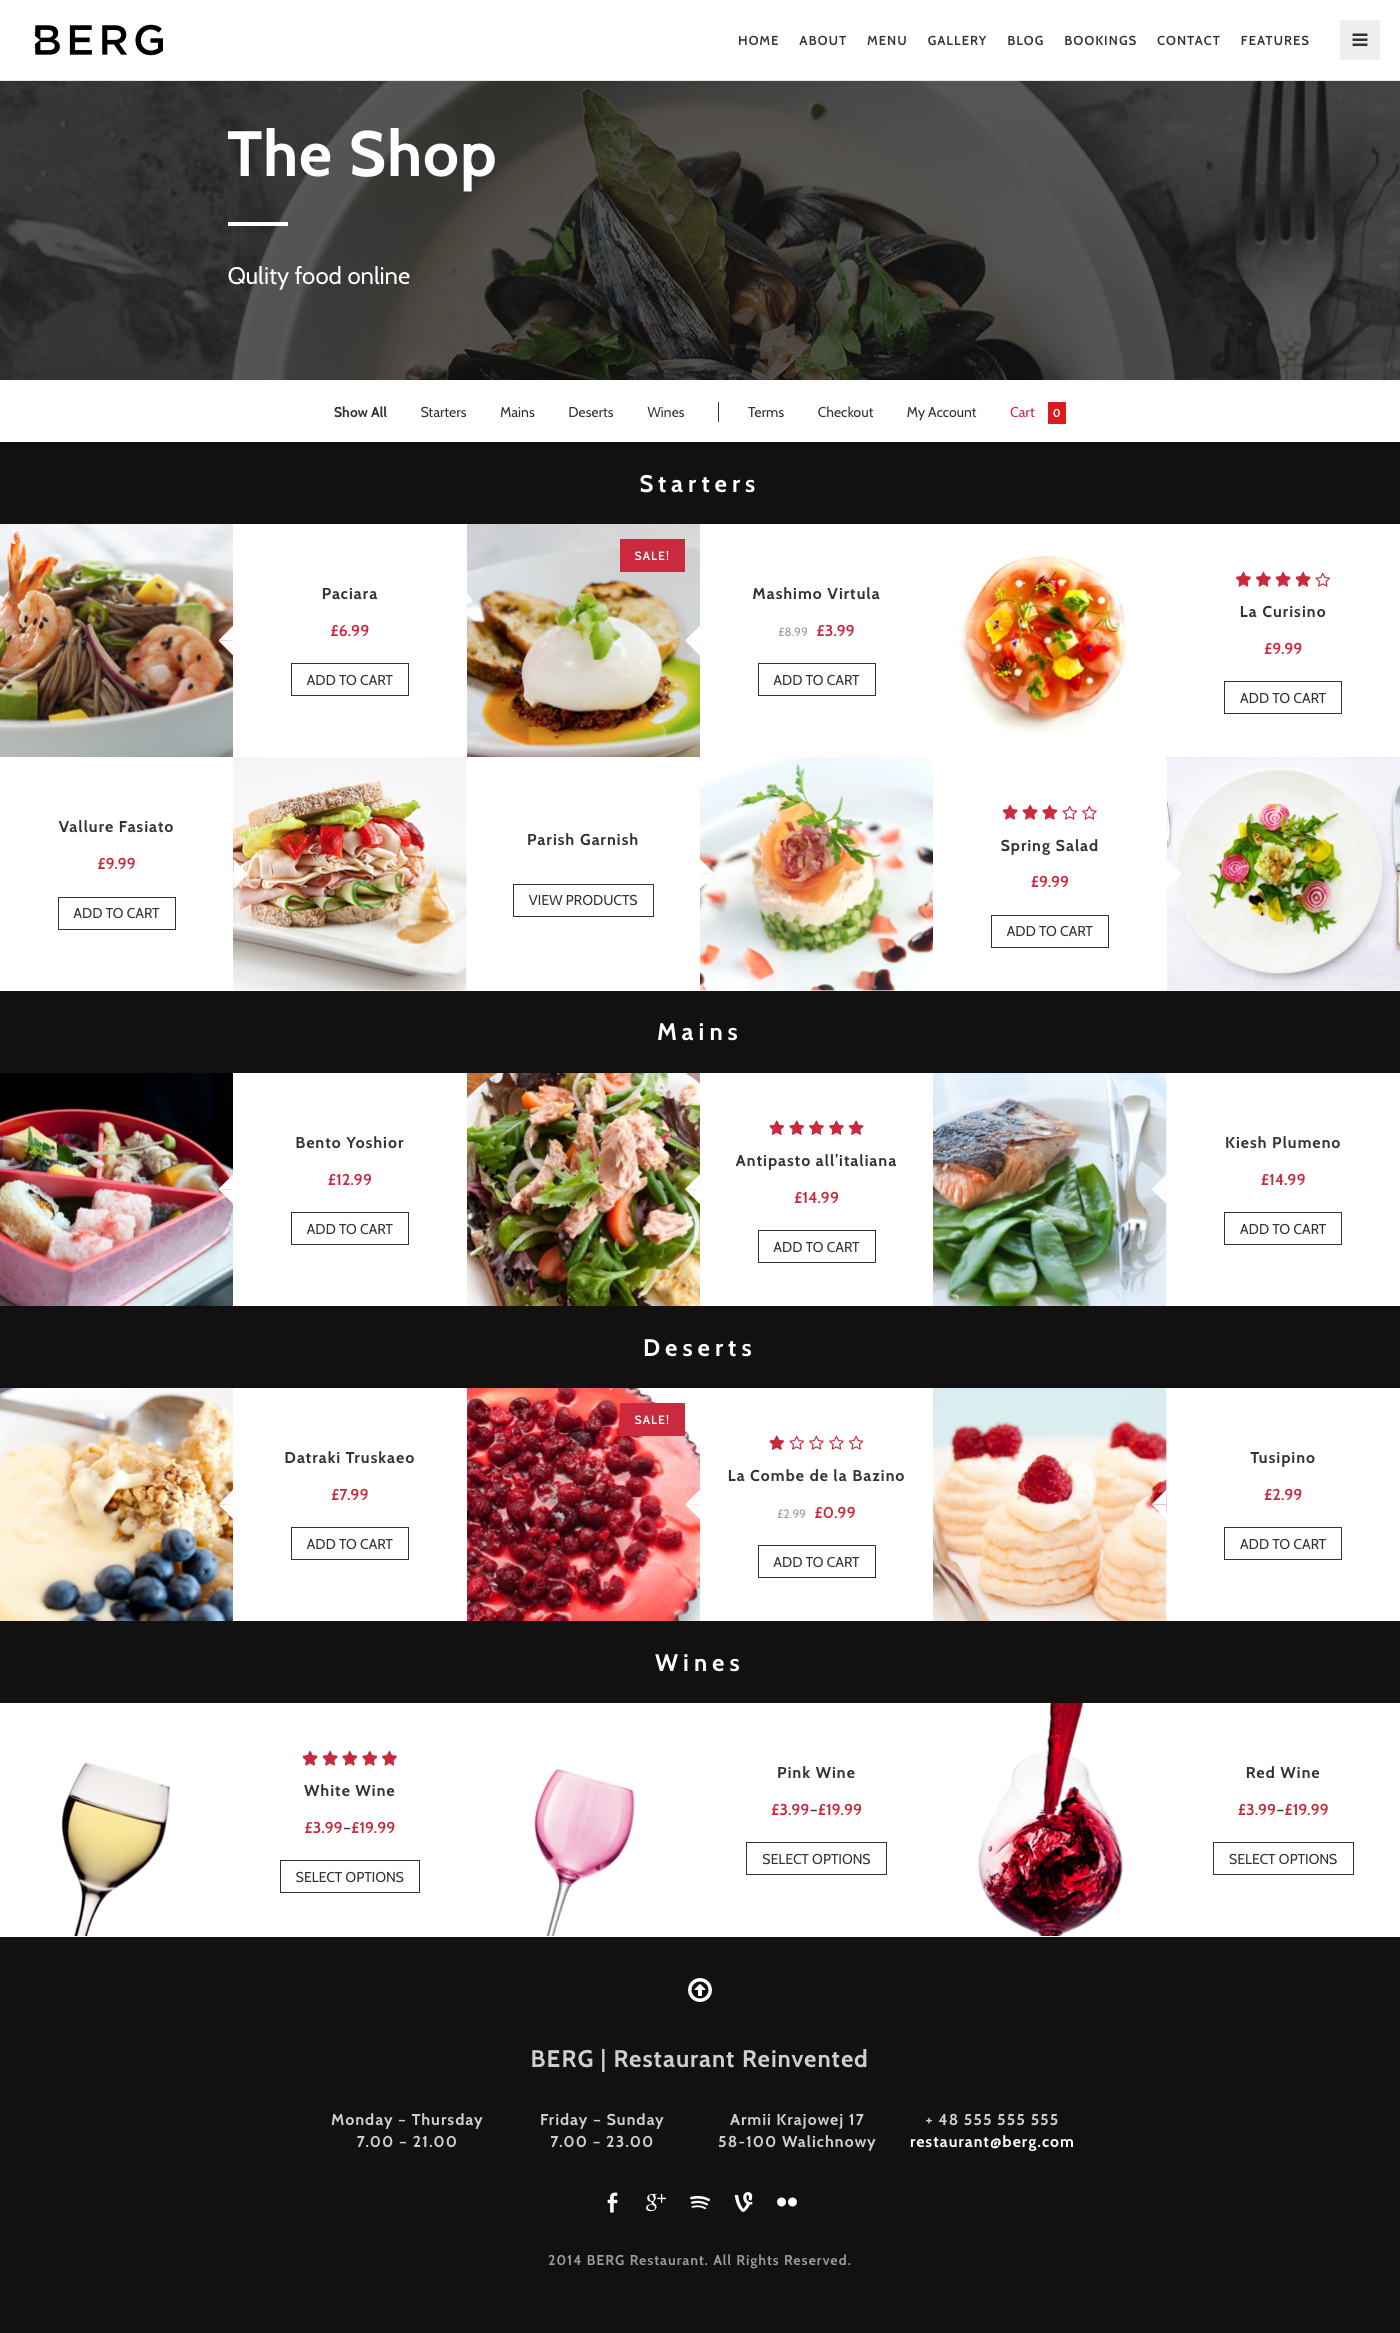 BERG
HOME ABOUT MENU GALLERY BLOG BOOKINGS CONTACT FEATURES
The Shop
Qulity food online
Show All Starters Mains Deserts Wines Terms Checkout My Account Cart 0
Starters
Paciara
£6.99
ADD TO CART
SALE!
Mashimo Virtula
£8.99 £3.99
ADD TO CART
La Curisino
£9.99
ADD TO CART
Vallure Fasiato
£9.99
ADD TO CART
Parish Garnish
VIEW PRODUCTS
Spring Salad
£9.99
ADD TO CART
Mains
Bento Yoshior
£12.99
ADD TO CART
Antipasto all'italiana
£14.99
ADD TO CART
Kiesh Plumeno
£14.99
ADD TO CART
Deserts
Datraki Truskaeo
£7.99
ADD TO CART
SALE!
La Combe de la Bazino
£2.99 £0.99
ADD TO CART
Tusipino
£2.99
ADD TO CART
Wines
White Wine
£3.99–£19.99
SELECT OPTIONS
Pink Wine
£3.99–£19.99
SELECT OPTIONS
Red Wine
£3.99–£19.99
SELECT OPTIONS
BERG | Restaurant Reinvented
Monday – Thursday
7.00 – 21.00
Friday – Sunday
7.00 – 23.00
Armii Krajowej 17
58-100 Walichnowy
+ 48 555 555 555
restaurant@berg.com
2014 BERG Restaurant. All Rights Reserved.